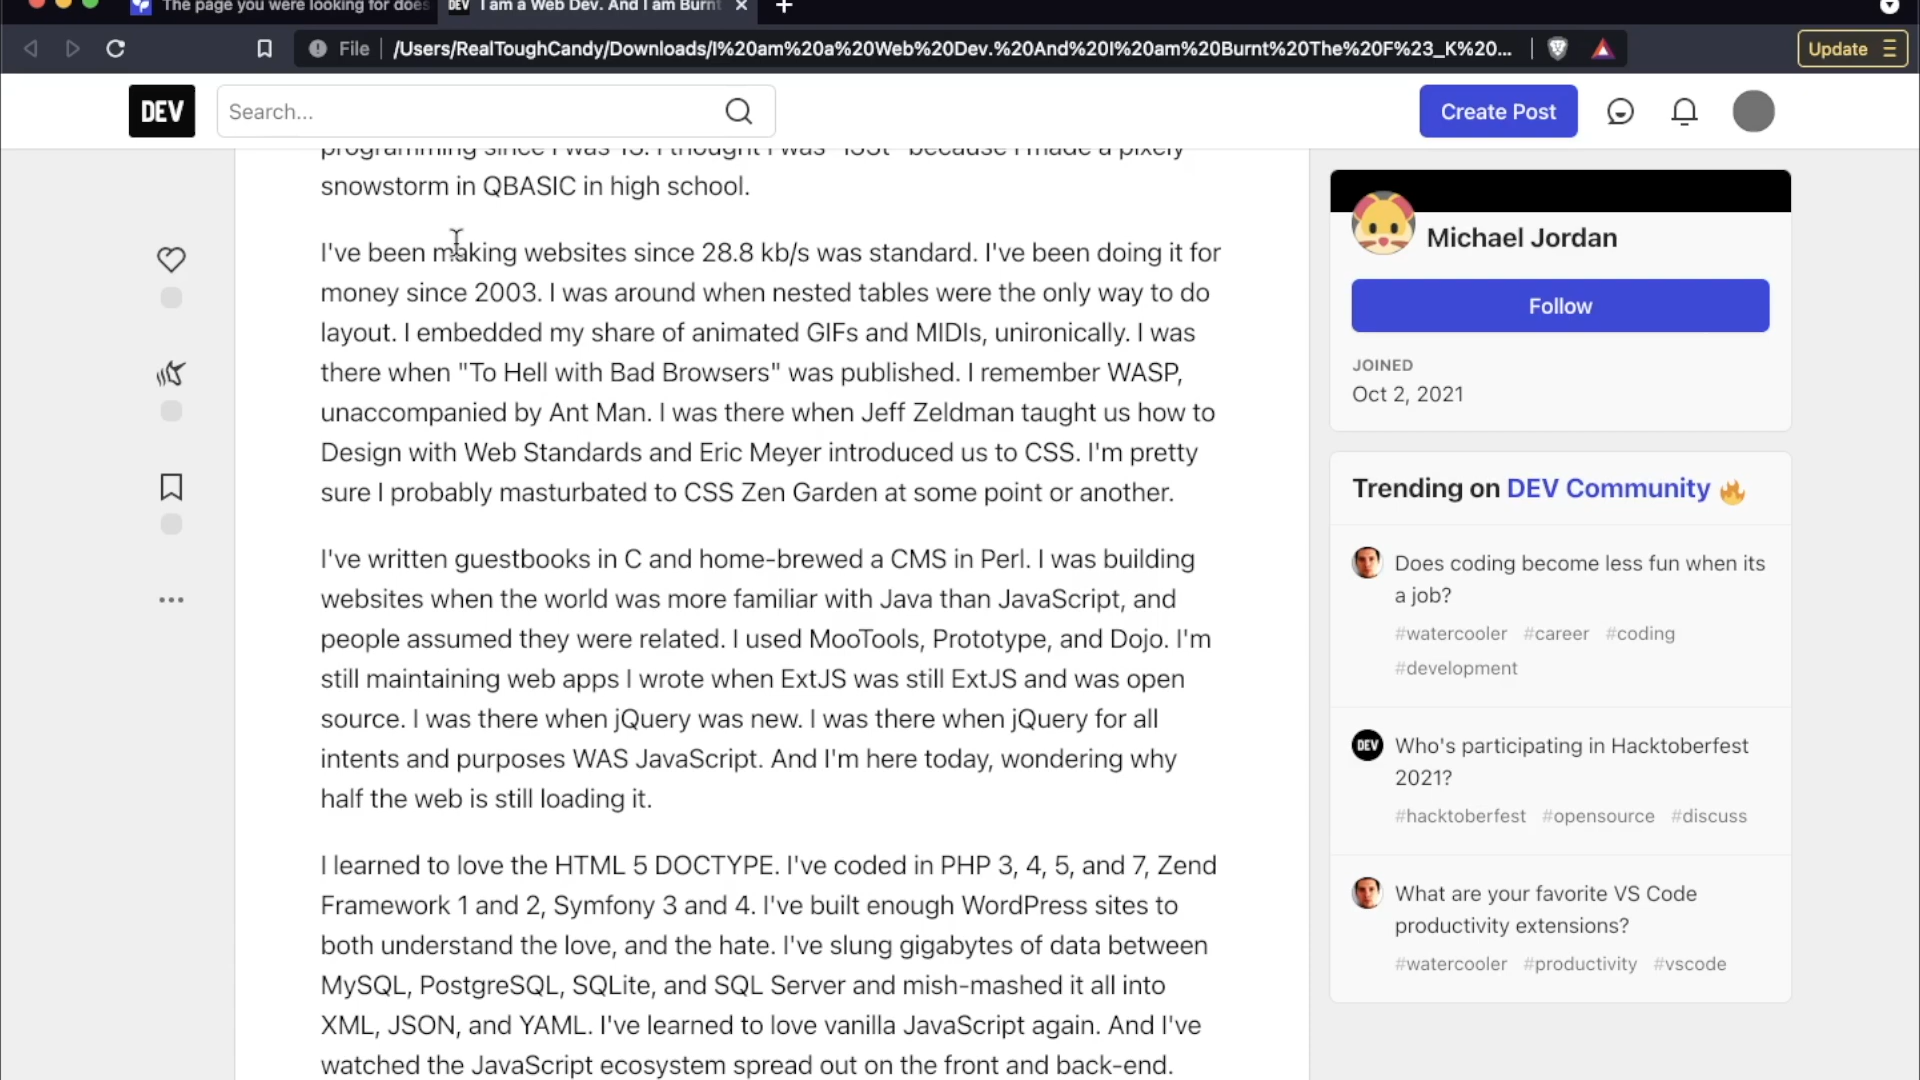 The page you were looking for does
DEV I am a Web Dev. And I am Burnt
File /Users/RealToughCandy/Downloads/I%20am%20a%20Web%20Dev.%20And%20I%20am%20Burnt%20The%20F%23_K%20...
Update
DEV
Search...
Create Post
programming since I was 13. I thought I was because I made a pixely
snowstorm in QBASIC in high school.
I've been making websites since 28.8 kb/s was standard. I've been doing it for
money since 2003. I was around when nested tables were the only way to do
layout. I embedded my share of animated GIFs and MIDIs, unironically. I was
there when "To Hell with Bad Browsers" was published. I remember WASP,
unaccompanied by Ant Man. I was there when Jeff Zeldman taught us how to
Design with Web Standards and Eric Meyer introduced us to CSS. I'm pretty
sure I probably masturbated to CSS Zen Garden at some point or another.
I've written guestbooks in C and home-brewed a CMS in Perl. I was building
websites when the world was more familiar with Java than JavaScript, and
people assumed they were related. I used MooTools, Prototype, and Dojo. I'm
still maintaining web apps I wrote when ExtJS was still ExtJS and was open
source. I was there when jQuery was new. I was there when jQuery for all
intents and purposes WAS JavaScript. And I'm here today, wondering why
half the web is still loading it.
I learned to love the HTML 5 DOCTYPE. I've coded in PHP 3, 4, 5, and 7, Zend
Framework 1 and 2, Symfony 3 and 4. I've built enough WordPress sites to
both understand the love, and the hate. I've slung gigabytes of data between
MySQL, PostgreSQL, SQLite, and SQL Server and mish-mashed it all into
XML, JSON, and YAML. I've learned to love vanilla JavaScript again. And I've
watched the JavaScript ecosystem spread out on the front and back-end.
Michael Jordan
Follow
JOINED
Oct 2, 2021
Trending on DEV Community
Does coding become less fun when its
a job?
#watercooler #career #coding
#development
DEV
Who's participating in Hacktoberfest
2021?
#hacktoberfest #opensource #discuss
What are your favorite VS Code
productivity extensions?
#watercooler #productivity #vscode